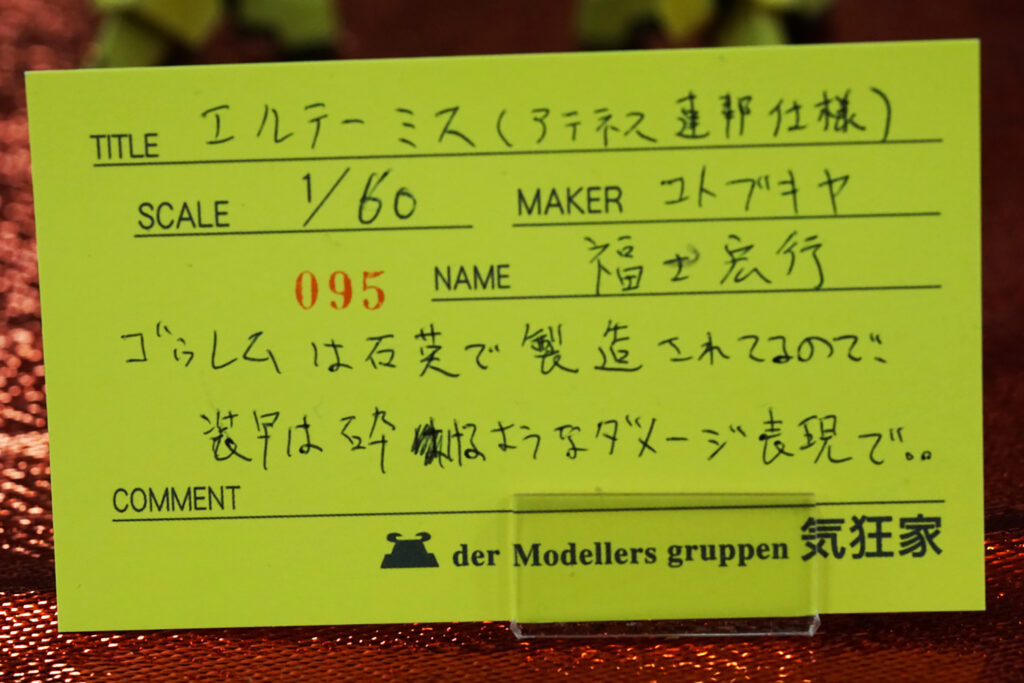 TITLE エルテーミス(アテネス連邦仕様)
SCALE 1/60 MAKER コトブキヤ
095 NAME 福士宏行
ゴゥレムは石英で製造されてるので、
装甲は砕けるようなダメージ表現で..
COMMENT
der Modellers gruppen 気狂家